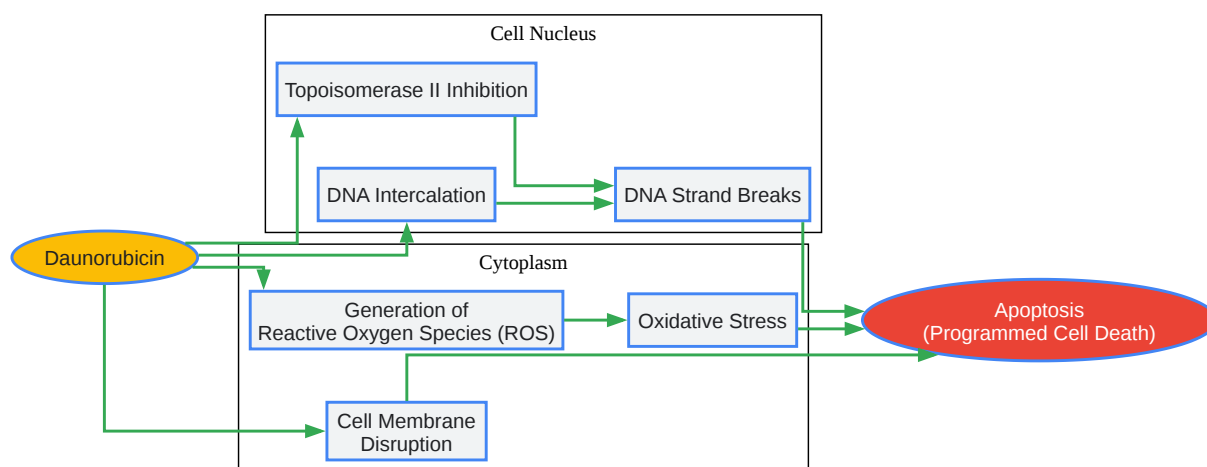 Cell Nucleus
Topoisomerase II Inhibition
DNA Intercalation
DNA Strand Breaks
Daunorubicin
Cytoplasm
Generation of
Reactive Oxygen Species (ROS)
Oxidative Stress
Apoptosis
(Programmed Cell Death)
Cell Membrane
Disruption